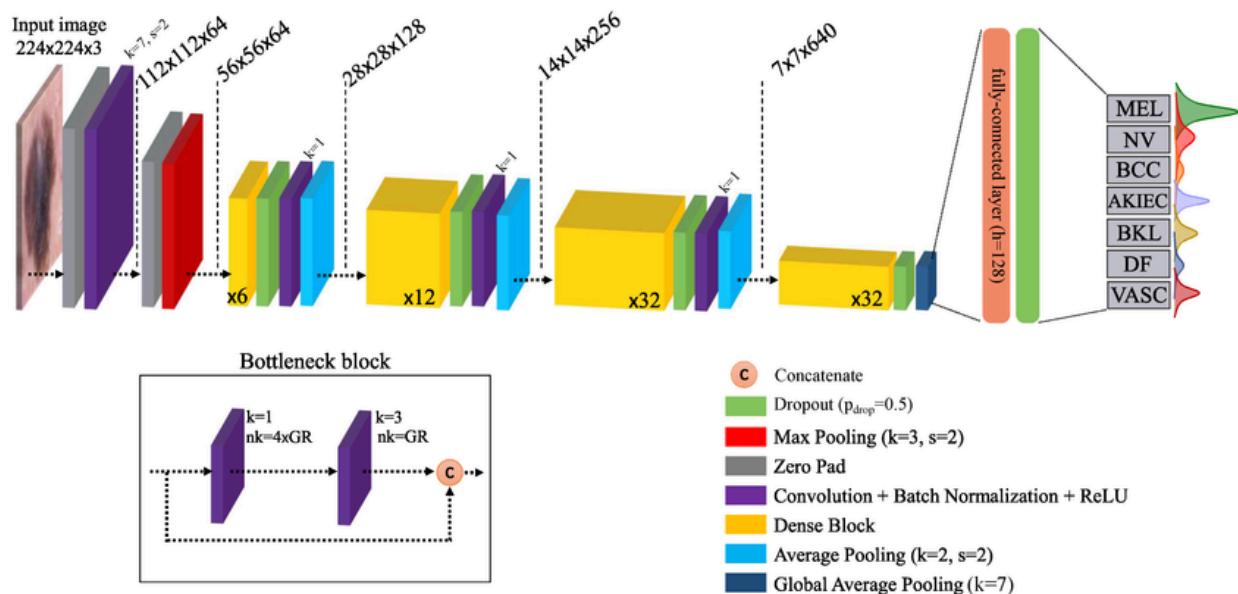 Input image
224x224x3
k=7, s=2
112x112x64
56x56x64
28x28x128
14x14x256
7x7x640
k=1
k=1
k=1
x6
x12
x32
x32
fully-connected layer (h=128)
MEL
NV
BCC
AKIEC
BKL
DF
VASC
Bottleneck block
k=1
nk=4xGR
k=3
nk=GR
C
C Concatenate
Dropout (pdrop=0.5)
Max Pooling (k=3, s=2)
Zero Pad
Convolution + Batch Normalization + ReLU
Dense Block
Average Pooling (k=2, s=2)
Global Average Pooling (k=7)